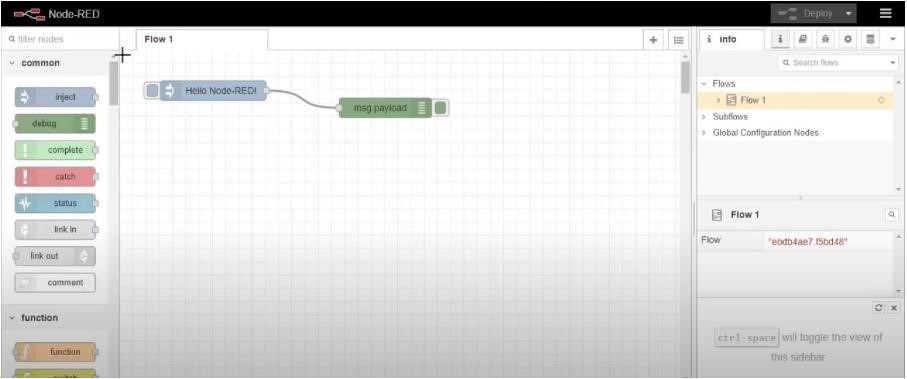 Node-RED
Deploy
filter nodes
Flow 1
info
i
Search flows
common
inject
debug
complete
catch
status
link in
link out
comment
function
function
switch
Hello Node-RED!
msg.payload
Flows
Flow 1
Subflows
Global Configuration Nodes
Flow 1
Flow "ebdb4ae7.f5bd48"
ctrl-space will toggle the view of
this sidebar